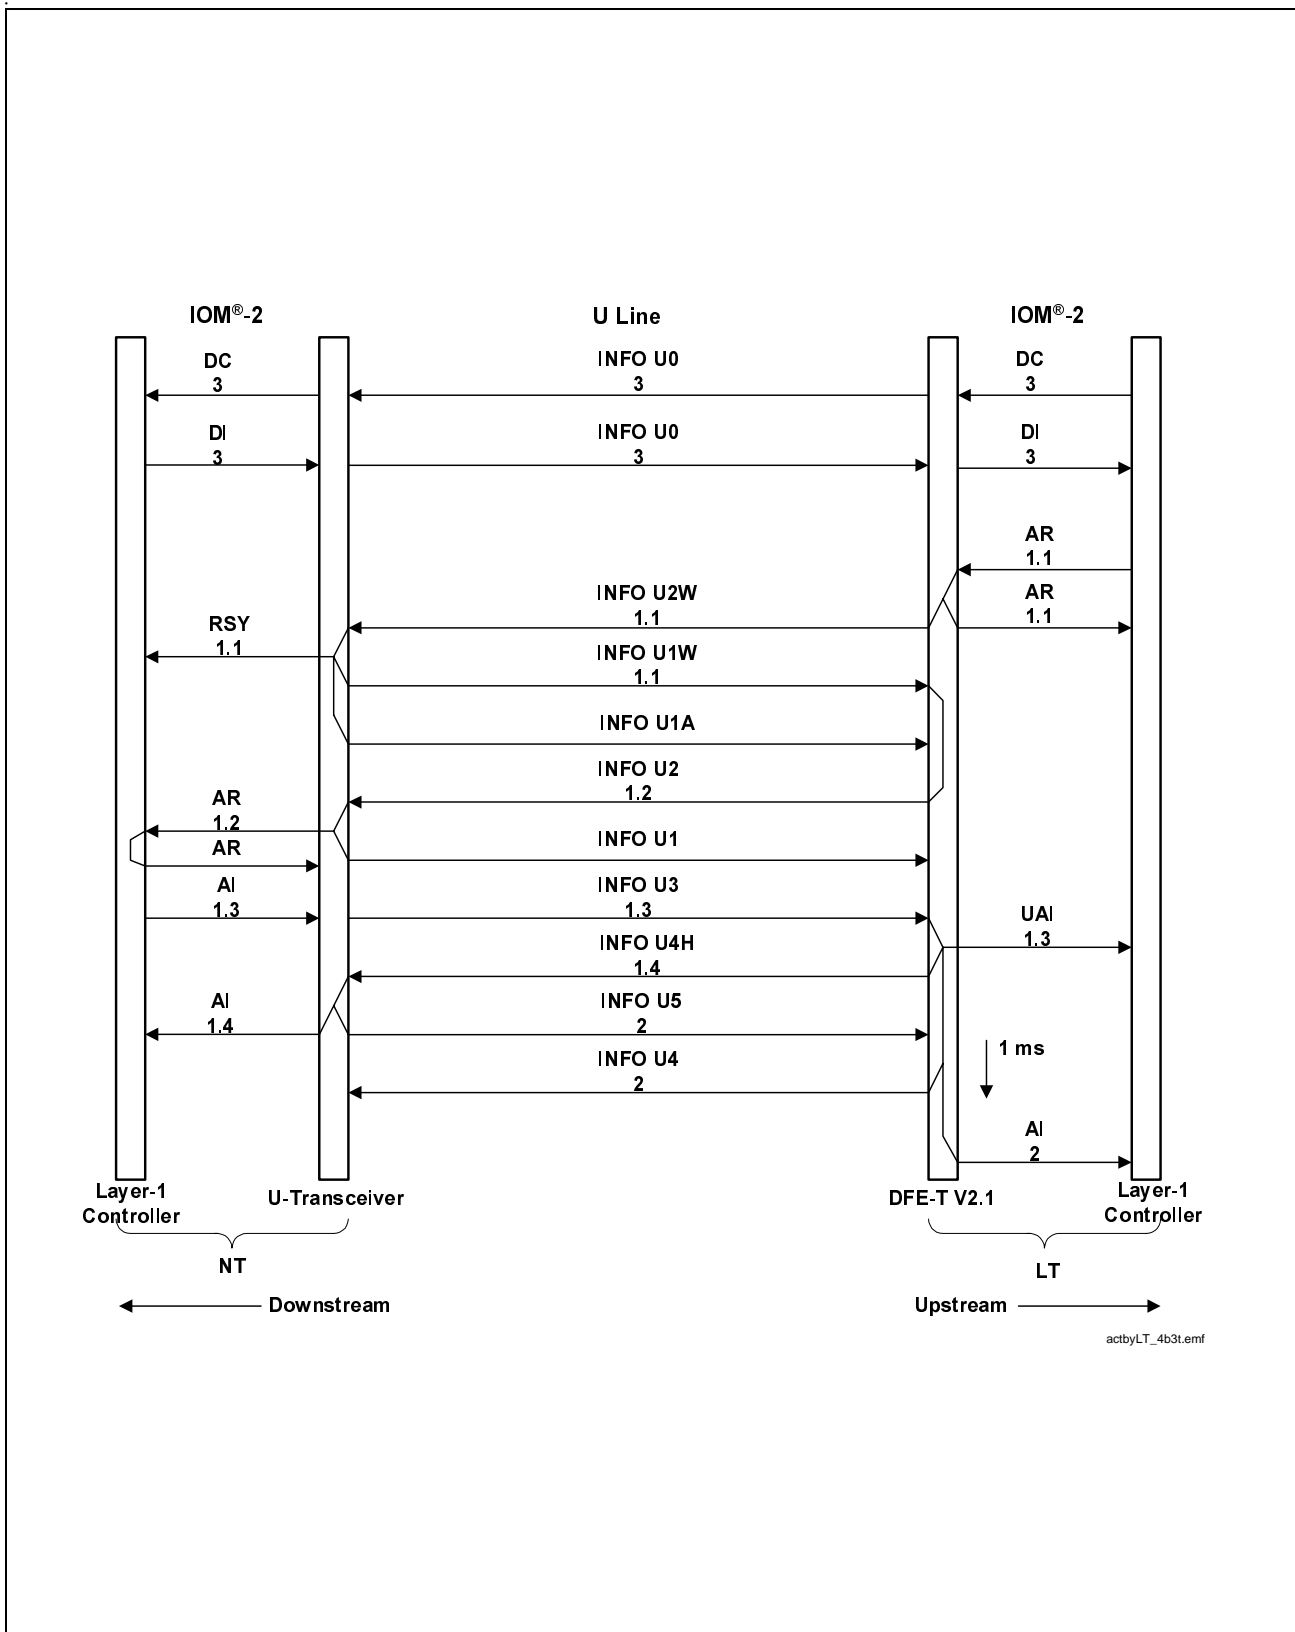 IOM®-2 U Line IOM®-2
DC INFO U0 DC
3 3 3
DI INFO U0 DI
3 3 3
AR
1.1
INFO U2W AR
1.1 1.1
RSY
1.1
INFO U1W
1.1
INFO U1A
INFO U2
1.2
AR
1.2
AR INFO U1
AI INFO U3
1.3 1.3
UAI
1.3
INFO U4H
1.4
AI INFO U5
1.4 2
1 ms
INFO U4
2
AI
2
Layer-1 Controller U-Transceiver DFE-T V2.1 Layer-1 Controller
NT LT
Downstream Upstream
actbyLT_4b3t.emf